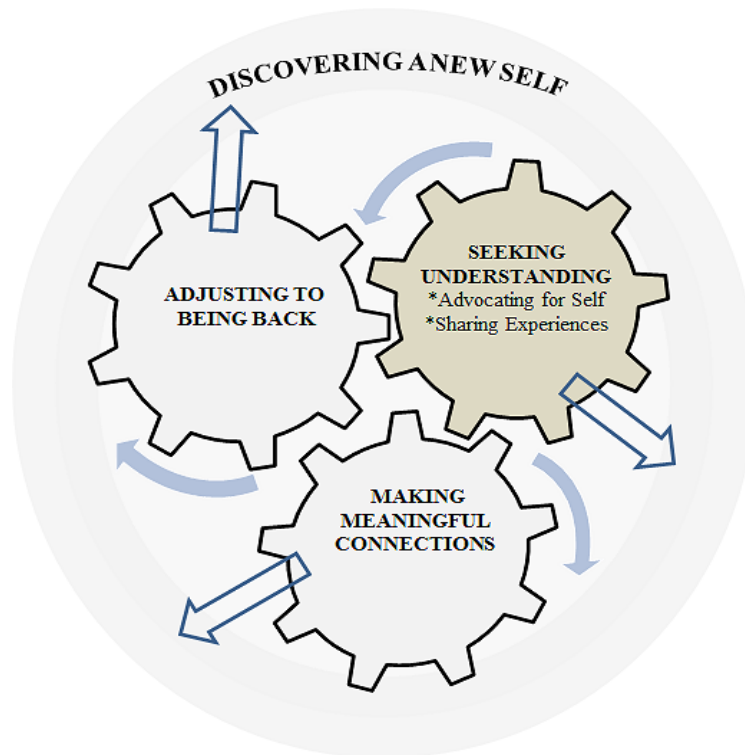 DISCOVERING A NEW SELF
SEEKING
UNDERSTANDING
*Advocating for Self
*Sharing Experiences
ADJUSTING TO
BEING BACK
MAKING
MEANINGFUL
CONNECTIONS